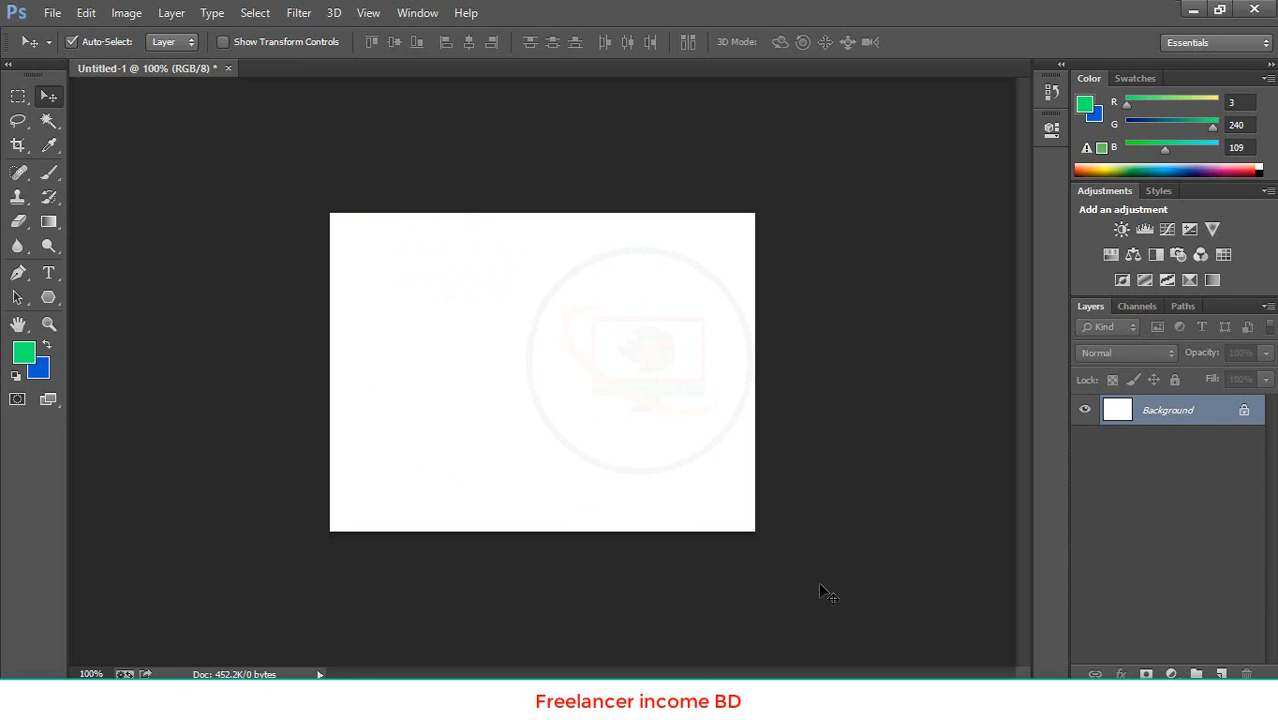 Ps File Edit Image Layer Type Select Filter 3D View Window Help
Auto-Select: Layer Show Transform Controls 3D Mode: Essentials
Untitled-1 @ 100% (RGB/8) * ×
Color Swatches
R 3
G 240
B 109
Adjustments Styles
Add an adjustment
Layers Channels Paths
Kind
Normal Opacity: 100%
Lock: Fill: 100%
Background
100% Doc: 452.2K/0 bytes
Freelancer income BD